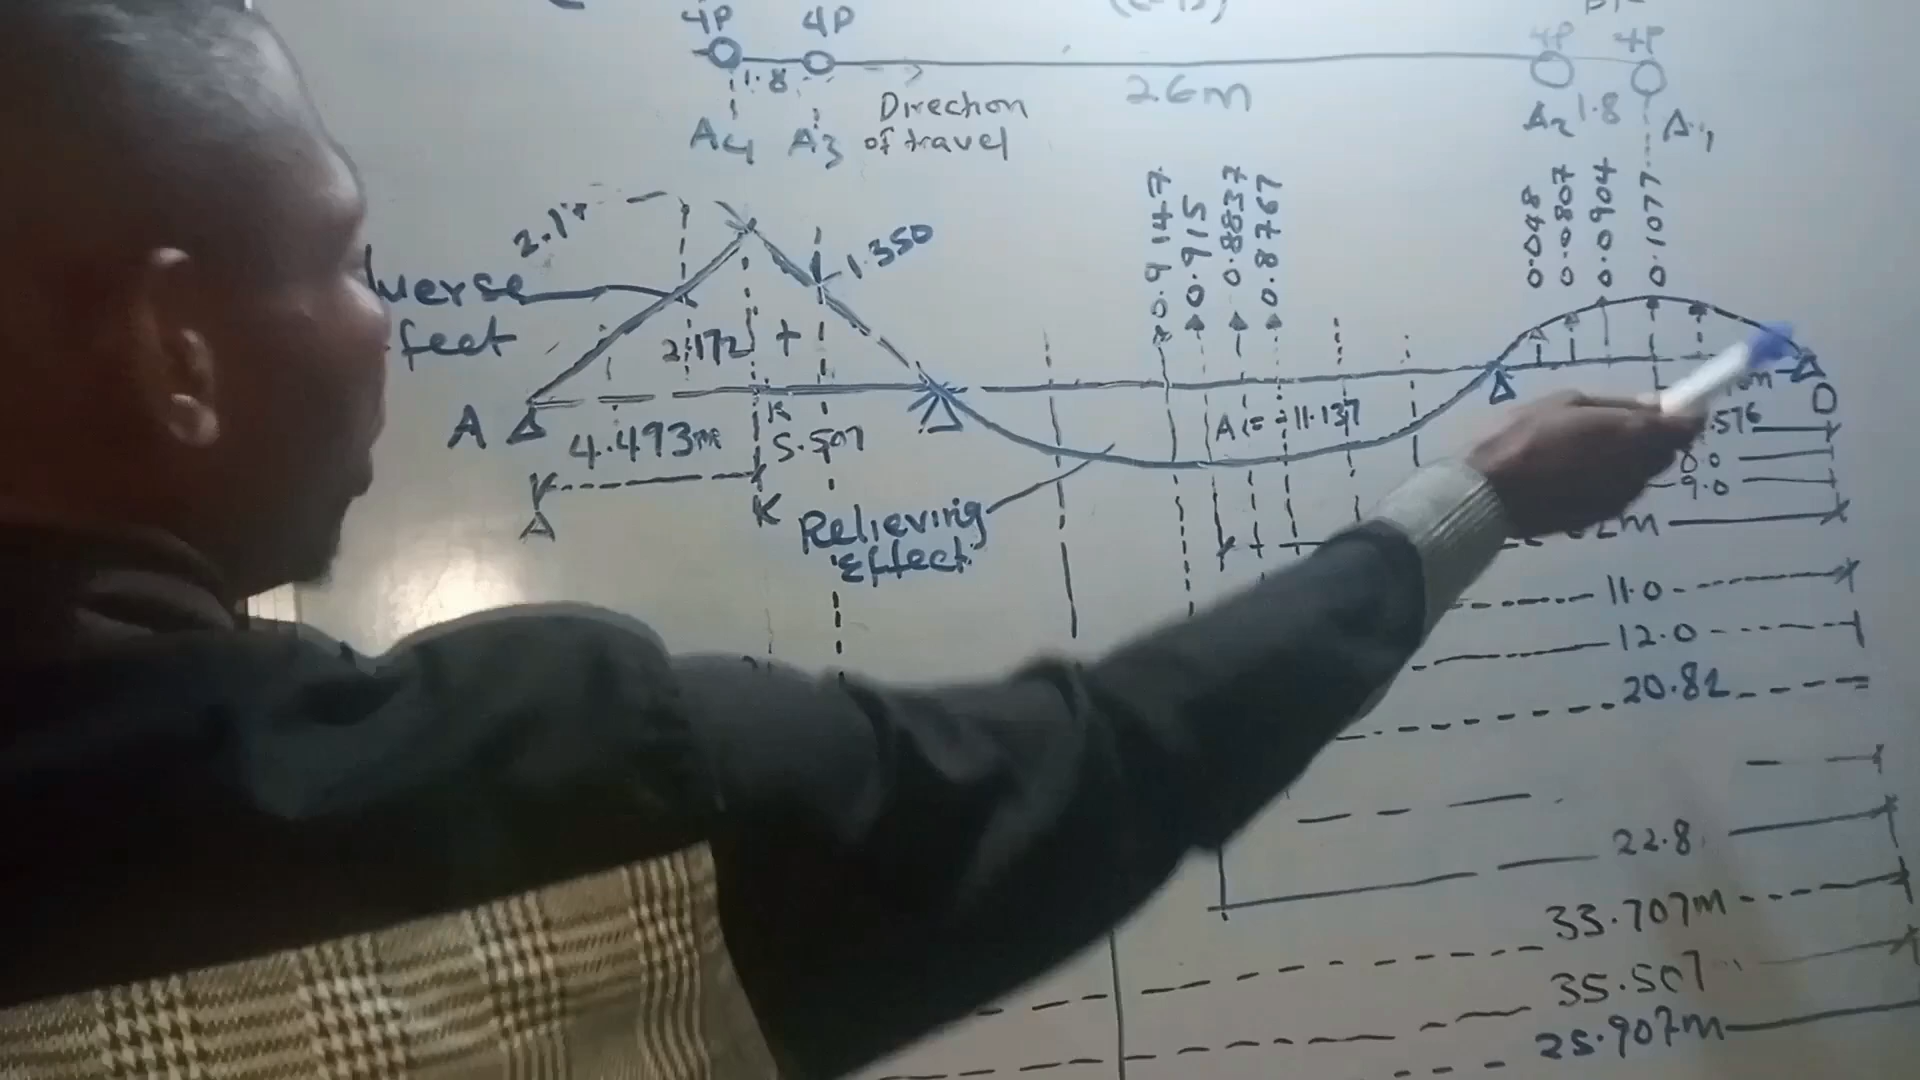 4P 4P
4P 4P
1.8
26m
Direction
of travel
A4 A3
A2 1.8 A1
0.9147
0.915
0.8837
0.8767
0.048
0.0807
0.0904
0.1077
1.350
verse
2.172 +
A
4.493m
K
5.507
K
Relieving
Effect
-11.137
D
.576
9.0
11.0
12.0
20.82
22.8
33.707m
35.507
25.907m